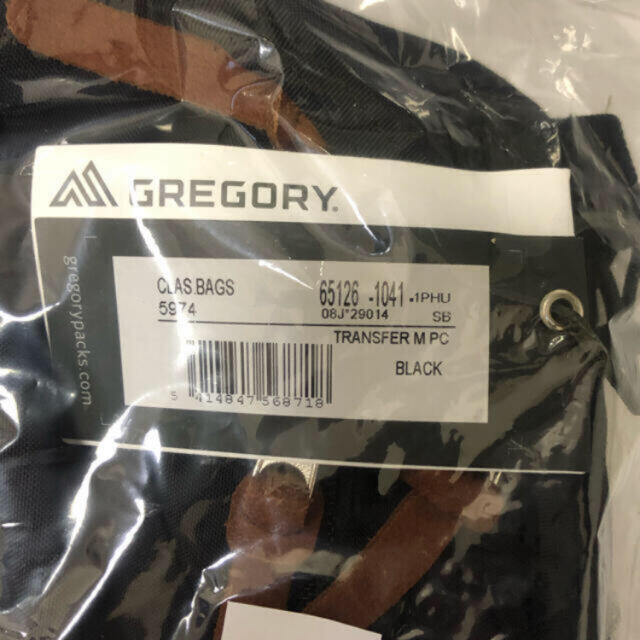 GREGORY.
gregorypacks.com
CLAS.BAGS 65126 -1041 -1PHU
5974 08J*29014 SB
TRANSFER M PC
BLACK
5 414847 568718